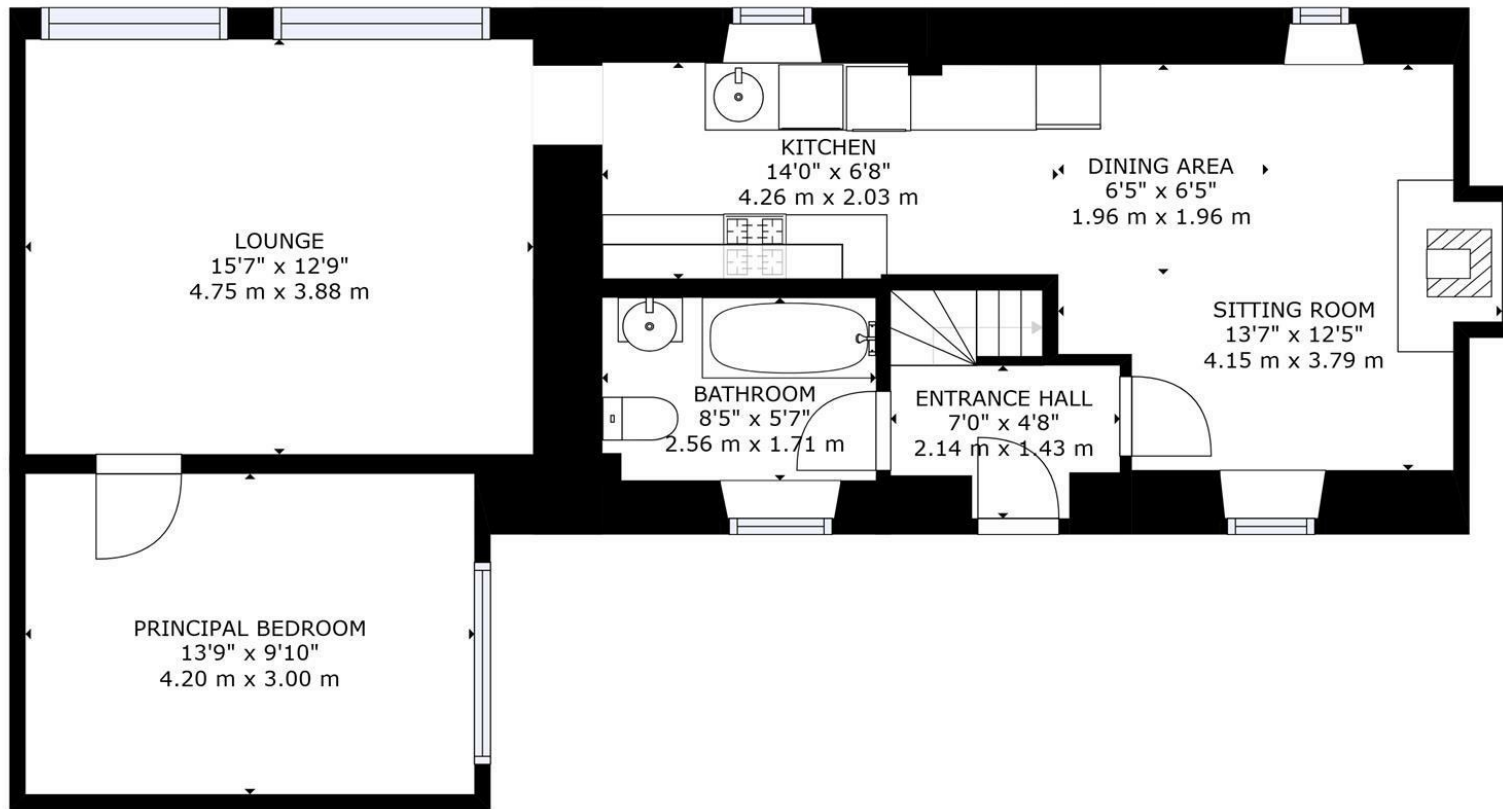 KITCHEN
14'0" x 6'8"
4.26 m x 2.03 m
DINING AREA
6'5" x 6'5"
1.96 m x 1.96 m
LOUNGE
15'7" x 12'9"
4.75 m x 3.88 m
SITTING ROOM
13'7" x 12'5"
4.15 m x 3.79 m
BATHROOM
8'5" x 5'7"
2.56 m x 1.71 m
ENTRANCE HALL
7'0" x 4'8"
2.14 m x 1.43 m
PRINCIPAL BEDROOM
13'9" x 9'10"
4.20 m x 3.00 m